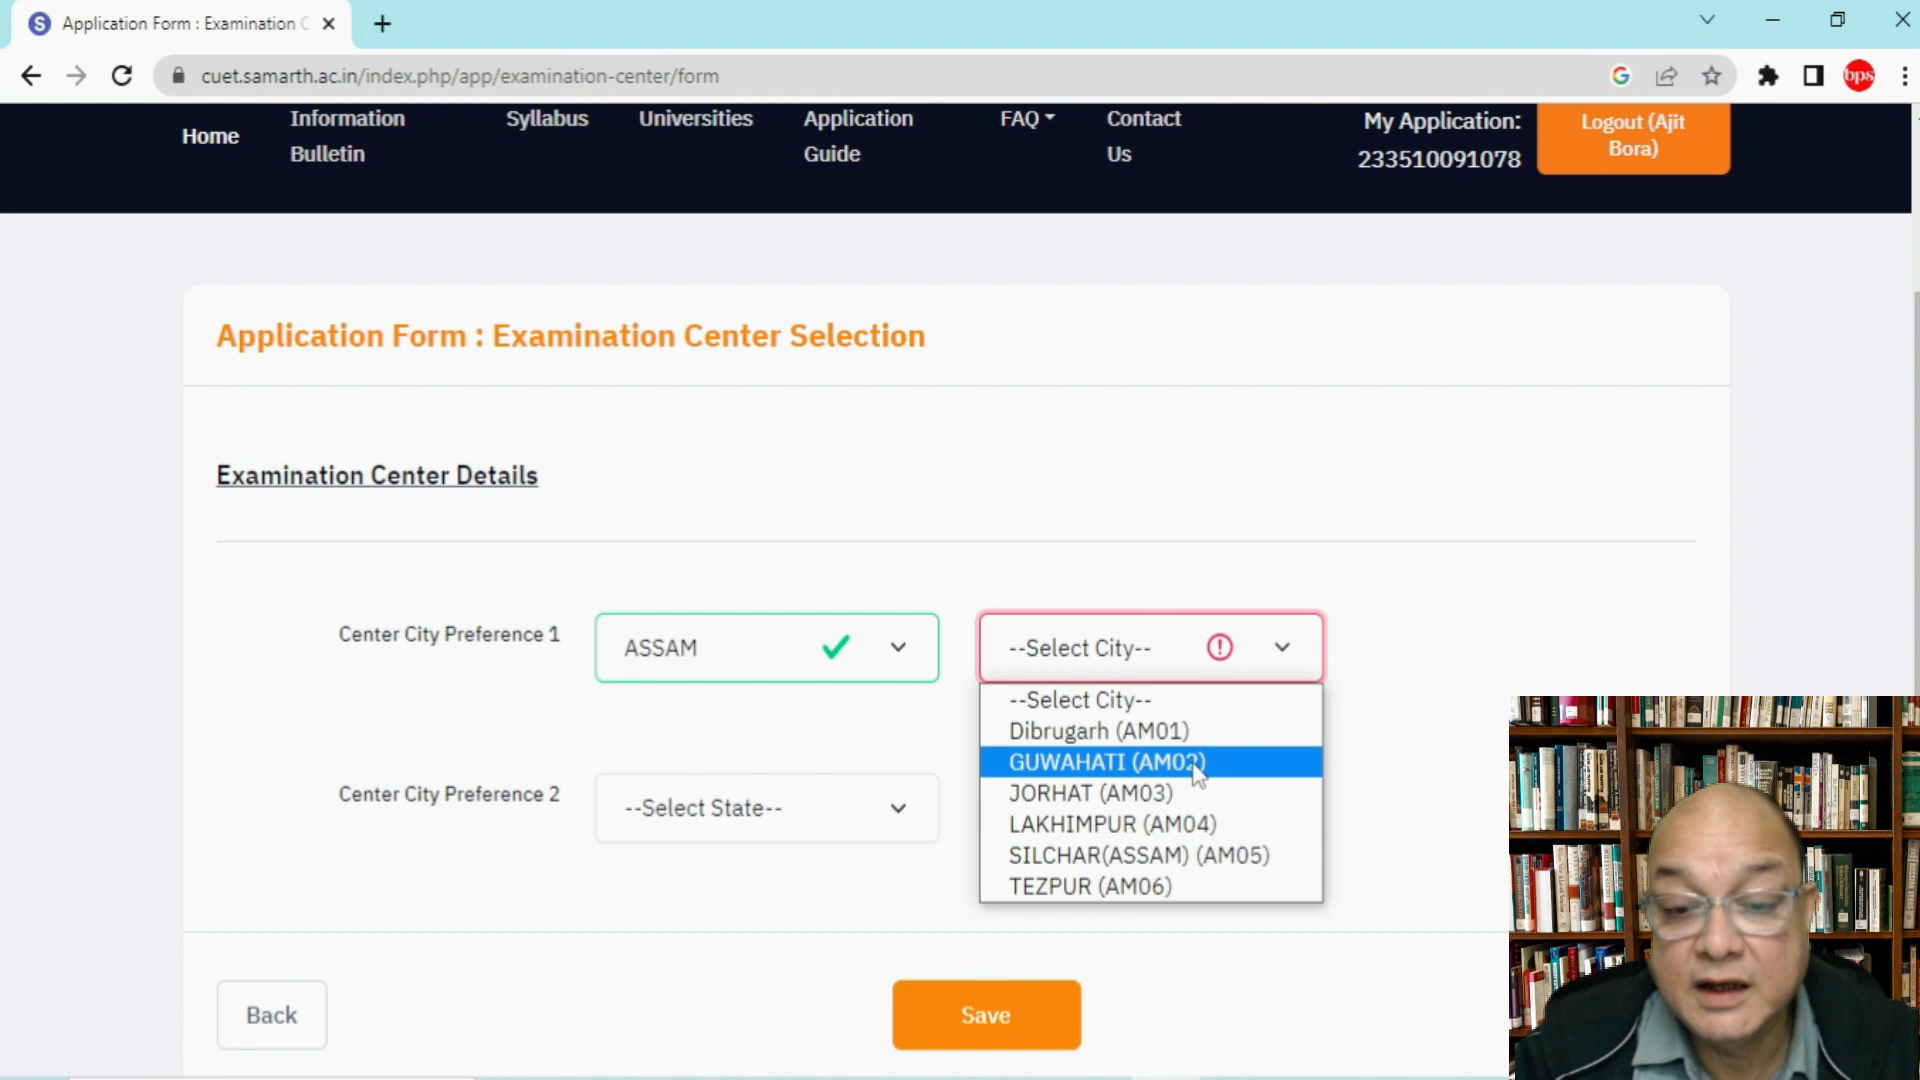 Application Form : Examination C
cuet.samarth.ac.in/index.php/app/examination-center/form
bps
Home
Information
Bulletin
Syllabus
Universities
Application
Guide
FAQ
Contact
Us
My Application:
233510091078
Logout (Ajit
Bora)
Application Form : Examination Center Selection
Examination Center Details
Center City Preference 1
ASSAM
--Select City--
--Select City--
Dibrugarh (AM01)
GUWAHATI (AM02)
JORHAT (AM03)
LAKHIMPUR (AM04)
SILCHAR(ASSAM) (AM05)
TEZPUR (AM06)
Center City Preference 2
--Select State--
Back
Save